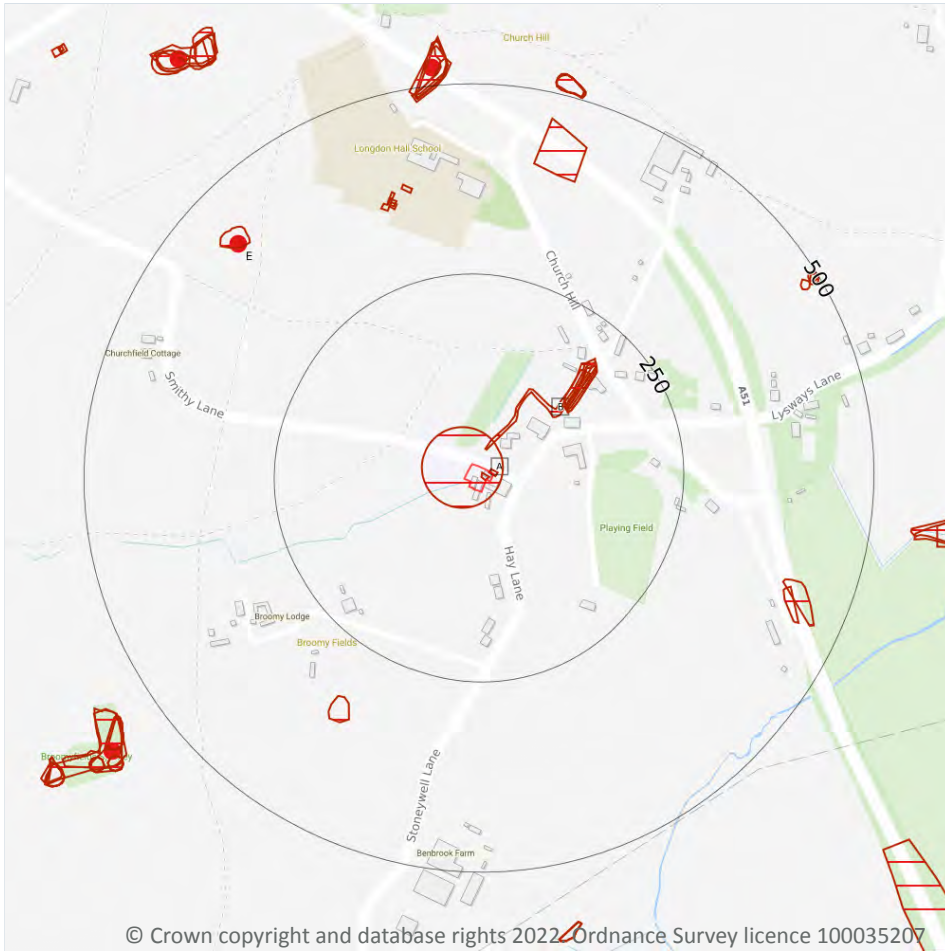 Church Hill
Longdon Hall School
E
Church Hill
500
Churchfield Cottage
Smithy Lane
250
A51
Lysways Lane
A
Playing Field
Hay Lane
Broomy Lodge
Broomy Fields
Stoneywell Lane
Benbrook Farm
© Crown copyright and database rights 2022. Ordnance Survey licence 100035207